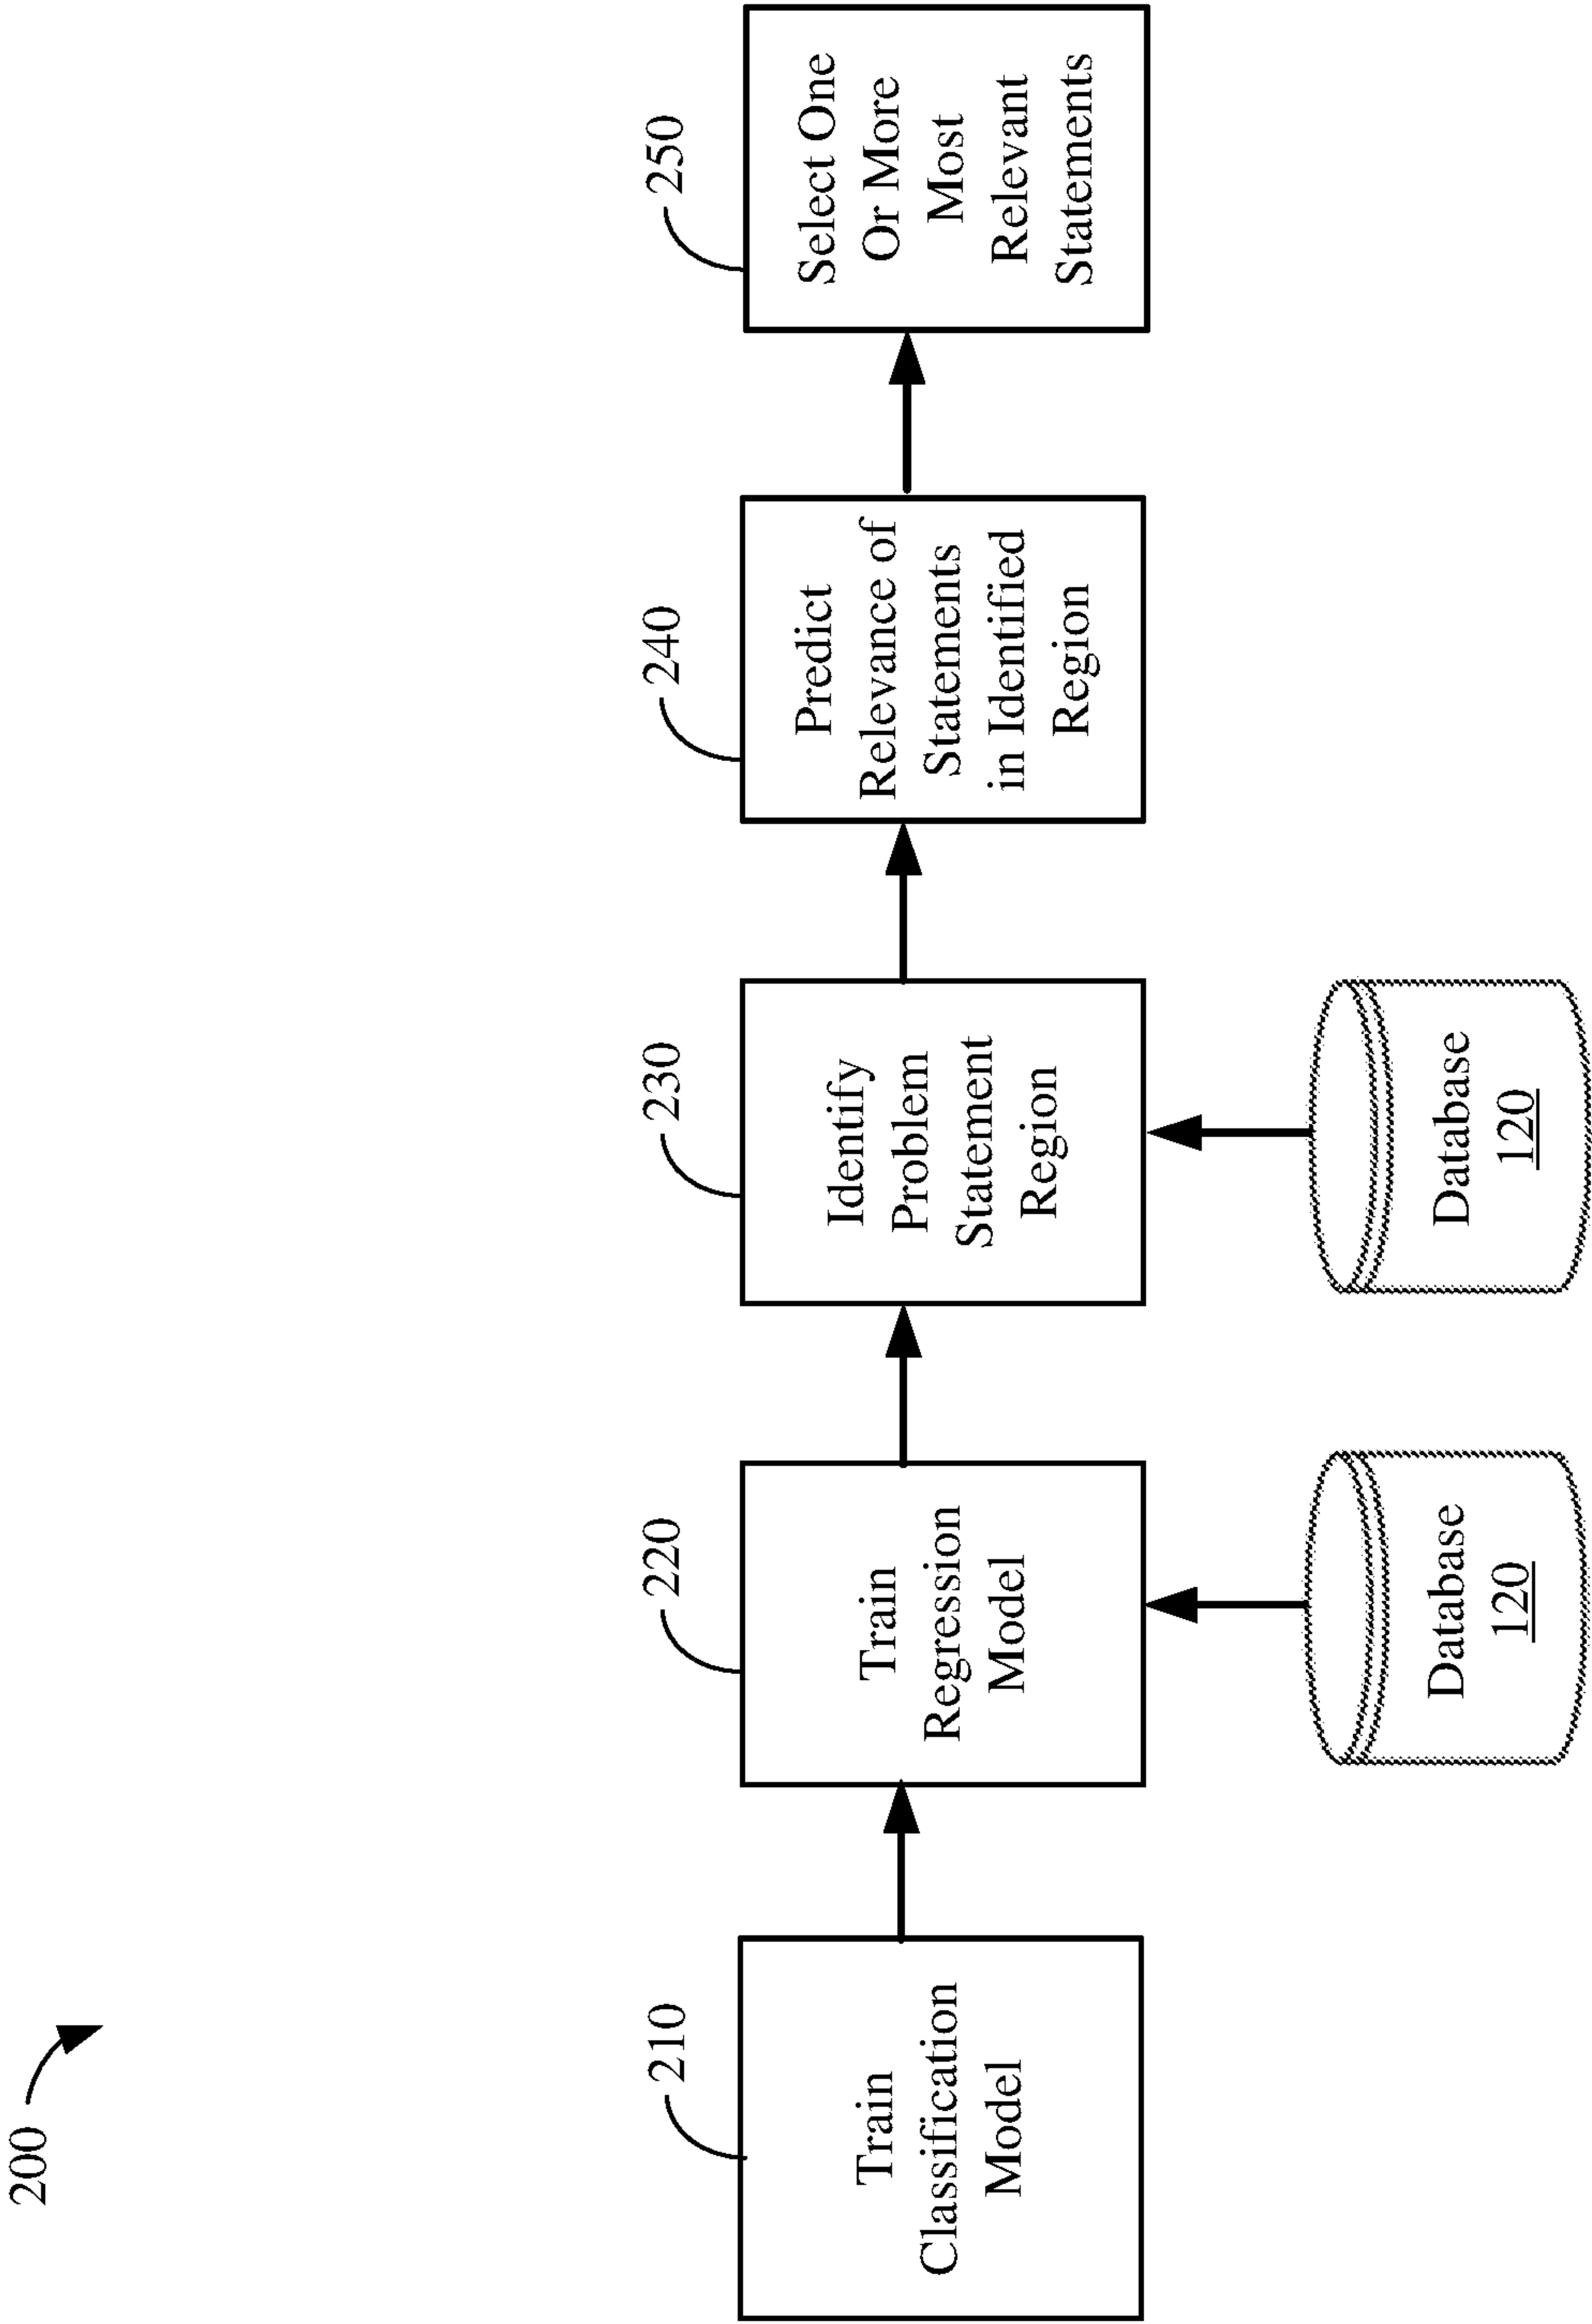 200
210
Train
Classification
Model
220
Train
Regression
Model
230
Identify
Problem
Statement
Region
240
Predict
Relevance of
Statements
in Identified
Region
250
Select One
Or More
Most
Relevant
Statements
Database
120
Database
120